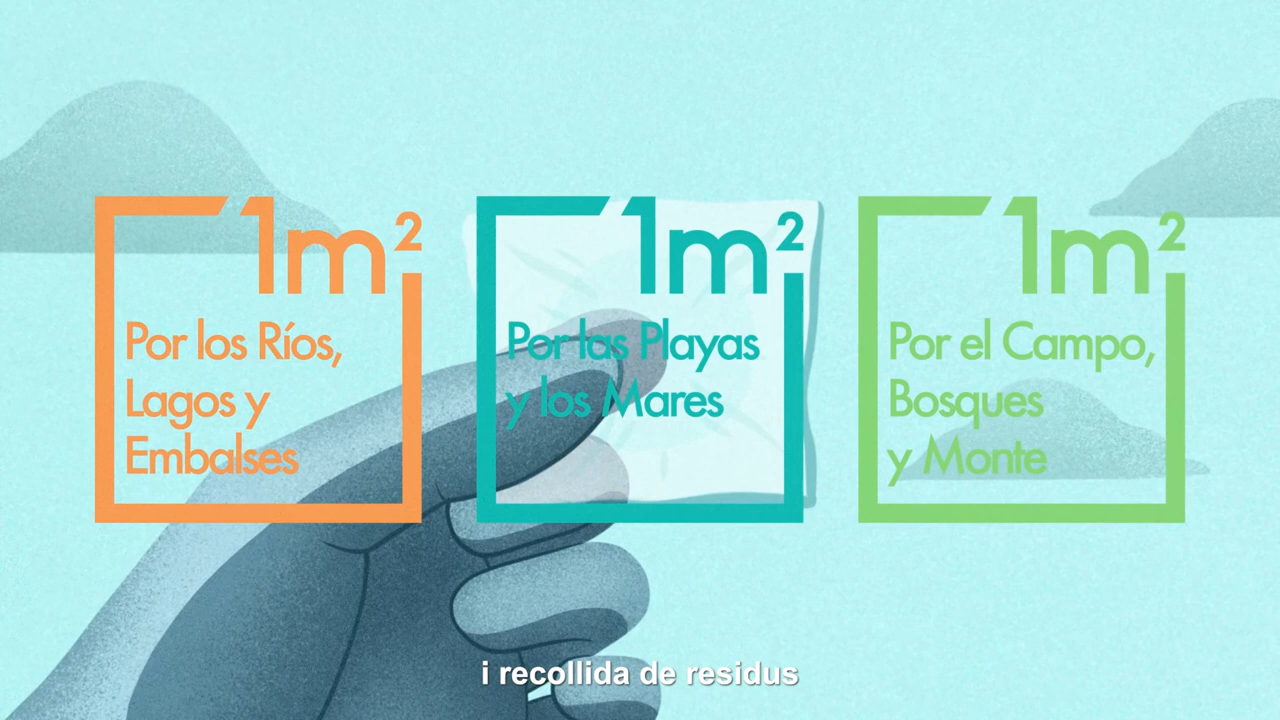 1m²
Por los Ríos,
Lagos y
Embalses
1m²
Por las Playas
y los Mares
1m²
Por el Campo,
Bosques
y Monte
i recollida de residus